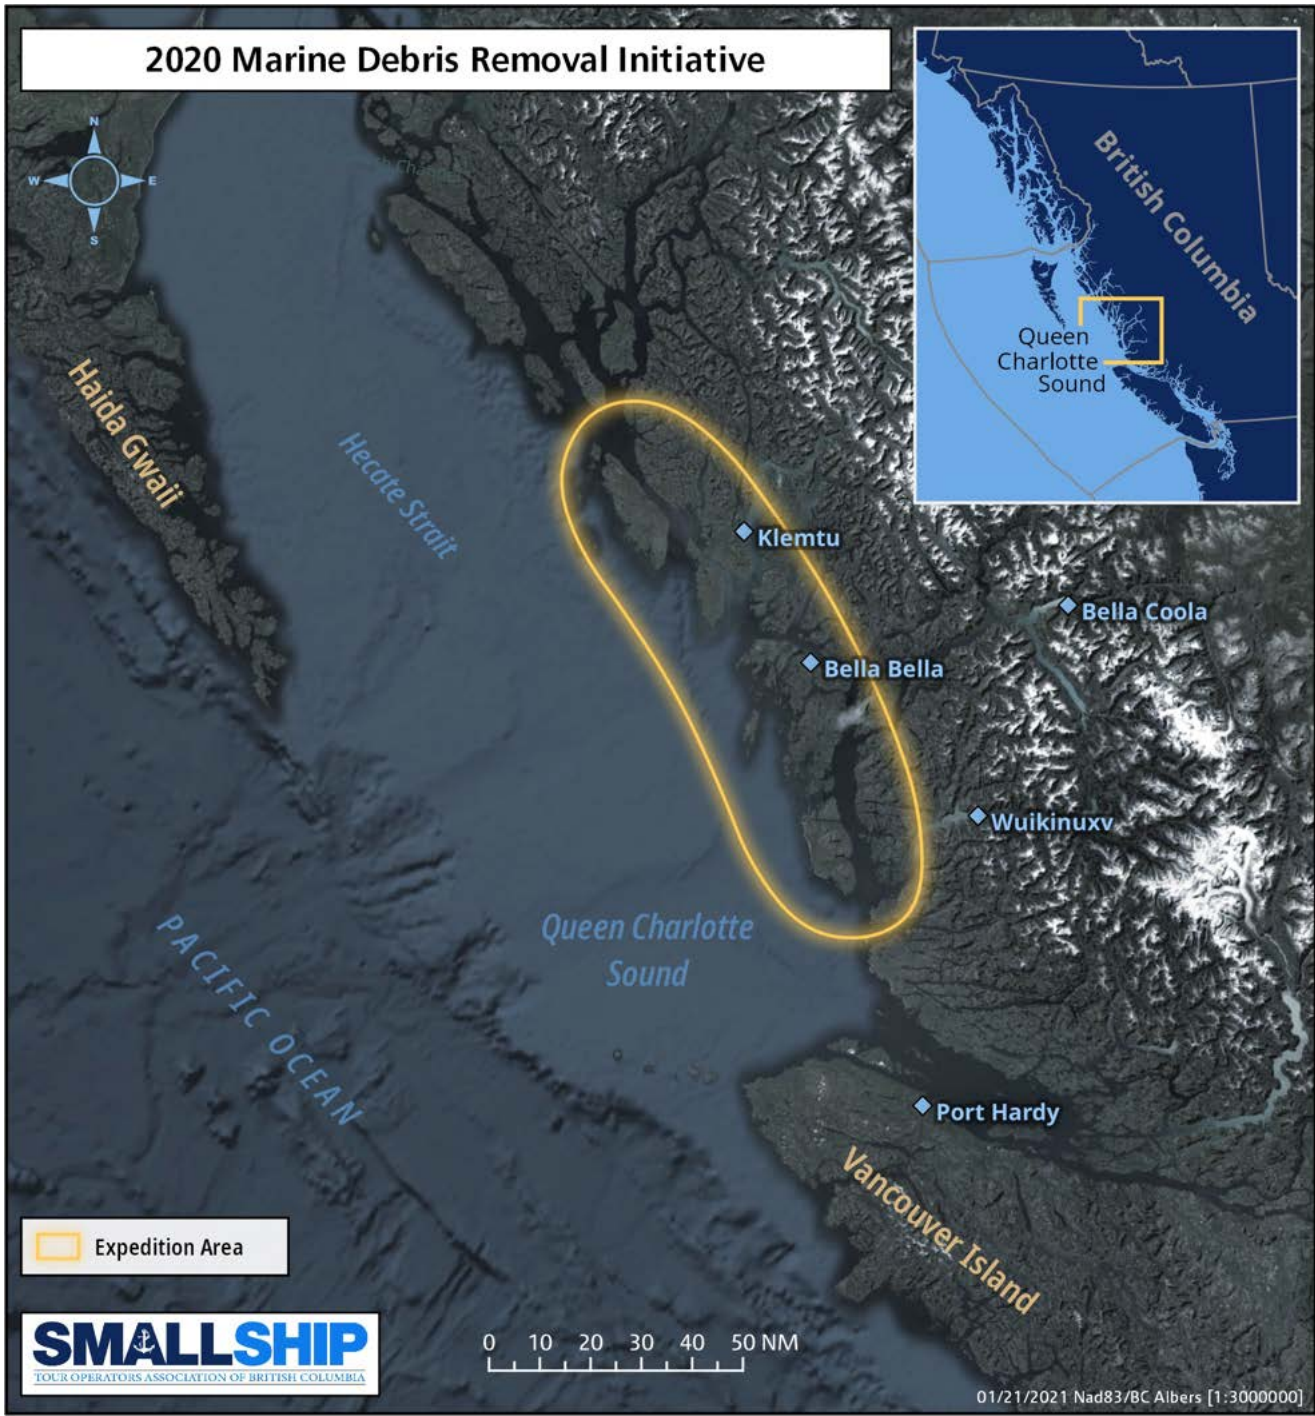 2020 Marine Debris Removal Initiative
N
W
E
S
British Columbia
Queen
Charlotte
Sound
Haida Gwaii
Hecate Strait
Klemtu
Bella Coola
Bella Bella
Wuikinuxv
Queen Charlotte
Sound
PACIFIC OCEAN
Port Hardy
Vancouver Island
Expedition Area
SMALLSHIP
TOUR OPERATORS ASSOCIATION OF BRITISH COLUMBIA
0 10 20 30 40 50 NM
01/21/2021 Nad83/BC Albers [1:3000000]